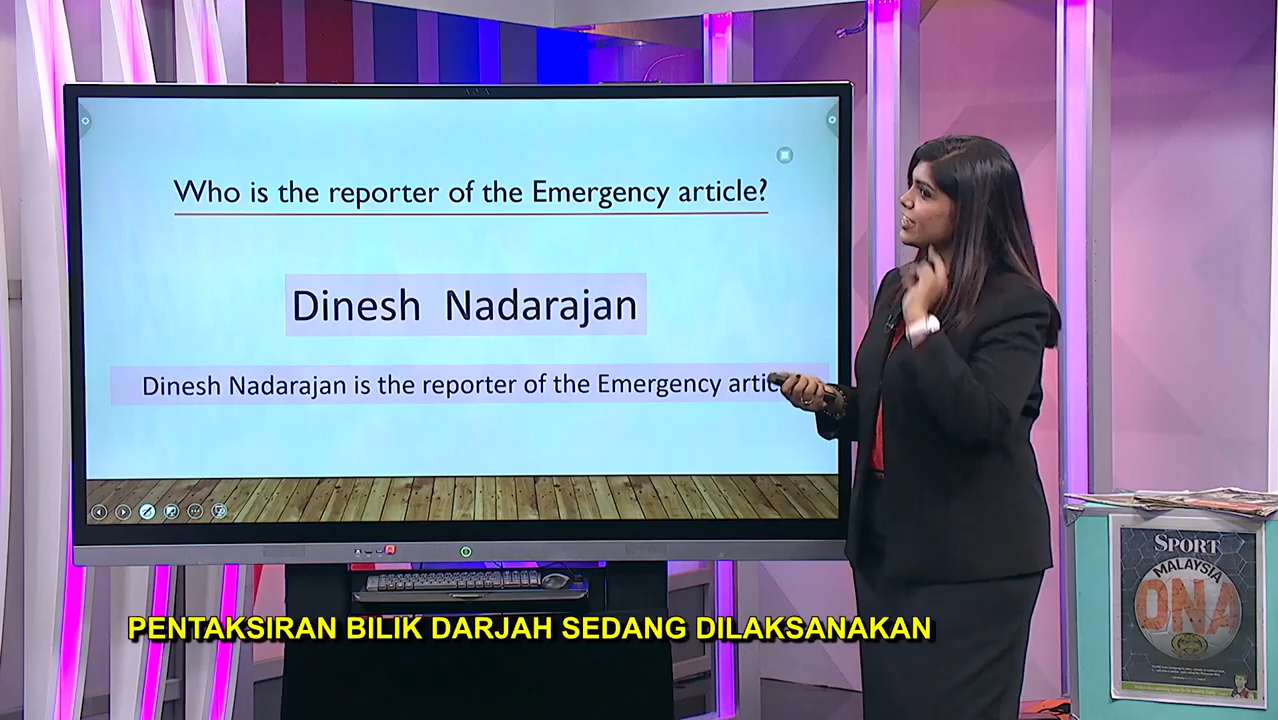 Who is the reporter of the Emergency article?
Dinesh Nadarajan
Dinesh Nadarajan is the reporter of the Emergency
PENTAKSIRAN BILIK DARJAH SEDANG DILAKSANAKAN
SPORT
MALAYSIA
DNA